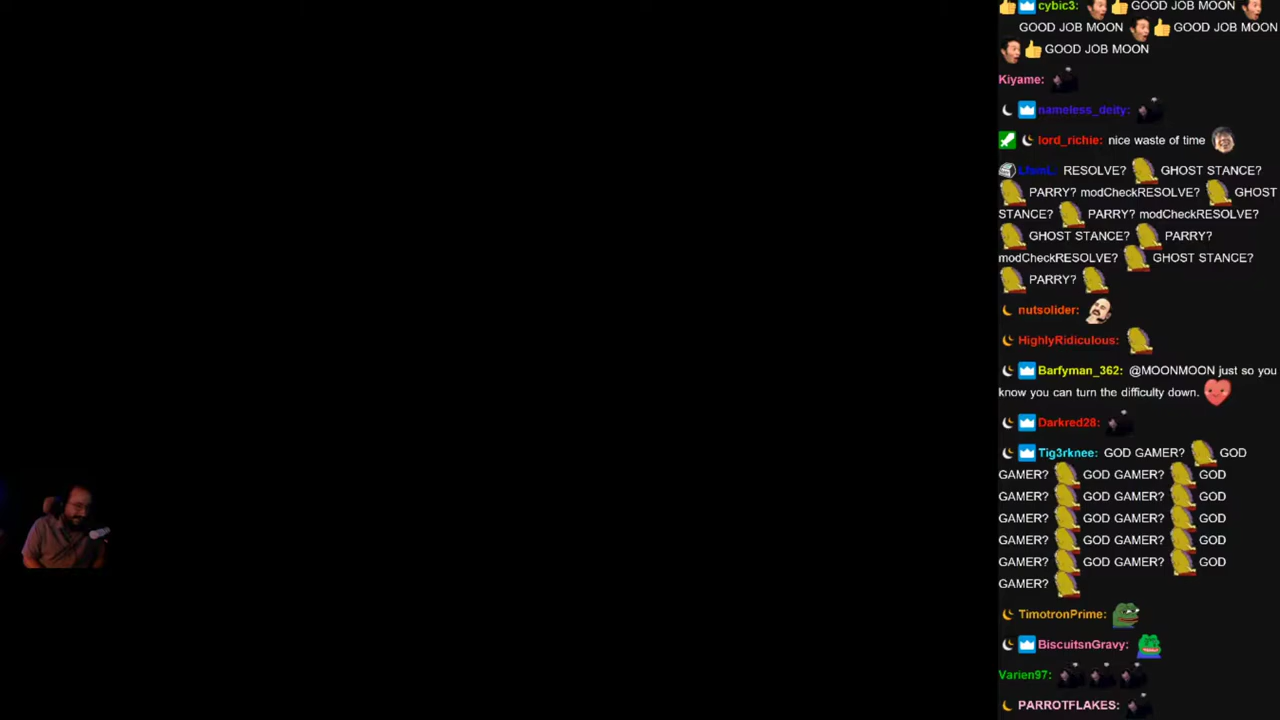 cybic3: GOOD JOB MOON
GOOD JOB MOON GOOD JOB MOON
GOOD JOB MOON
Kiyame:
nameless_deity:
lord_richie: nice waste of time
RESOLVE? GHOST STANCE?
PARRY? modCheckRESOLVE? GHOST
STANCE? PARRY? modCheckRESOLVE?
GHOST STANCE? PARRY?
modCheckRESOLVE? GHOST STANCE?
PARRY?
nutsolider:
HighlyRidiculous:
Barfyman_362: @MOONMOON just so you
know you can turn the difficulty down.
Darkred28:
Tig3rknee: GOD GAMER? GOD
GAMER? GOD GAMER? GOD
GAMER? GOD GAMER? GOD
GAMER? GOD GAMER? GOD
GAMER? GOD GAMER? GOD
GAMER? GOD GAMER? GOD
GAMER?
TimotronPrime:
BiscuitsnGravy:
Varien97:
PARROTFLAKES: